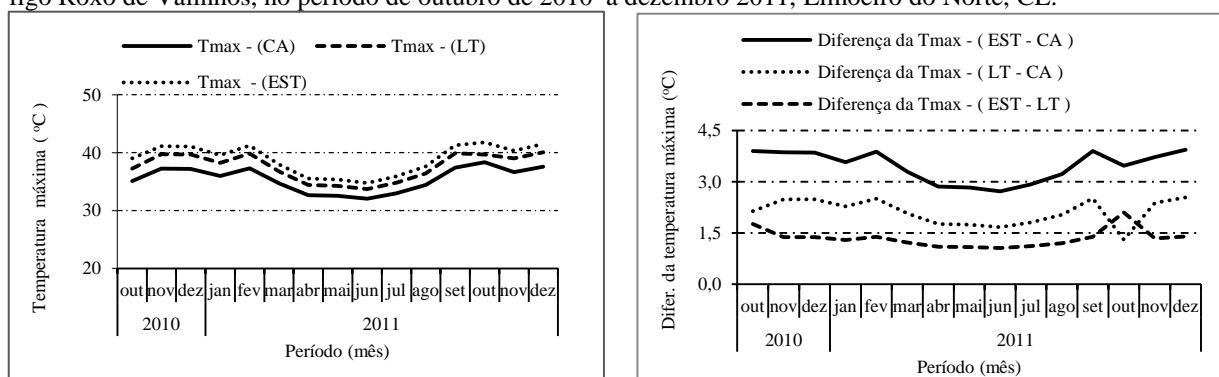 figo Roxo de Valinhos, no período de outubro de 2010 a dezembro 2011, Limoeiro do Norte, CE.
Tmax - (CA)
Tmax - (LT)
Tmax - (EST)
Temperatura máxima ( ºC )
50
40
30
20
out nov dez jan fev mar abr mai jun jul ago set out nov dez
2010 2011
Período (mês)
Diferença da Tmax - ( EST - CA )
Diferença da Tmax - ( LT - CA )
Diferença da Tmax - ( EST - LT )
Difer. da temperatura máxima (ºC)
4,5
3,0
1,5
0,0
out nov dez jan fev mar abr mai jun jul ago set out nov dez
2010 2011
Período (mês)